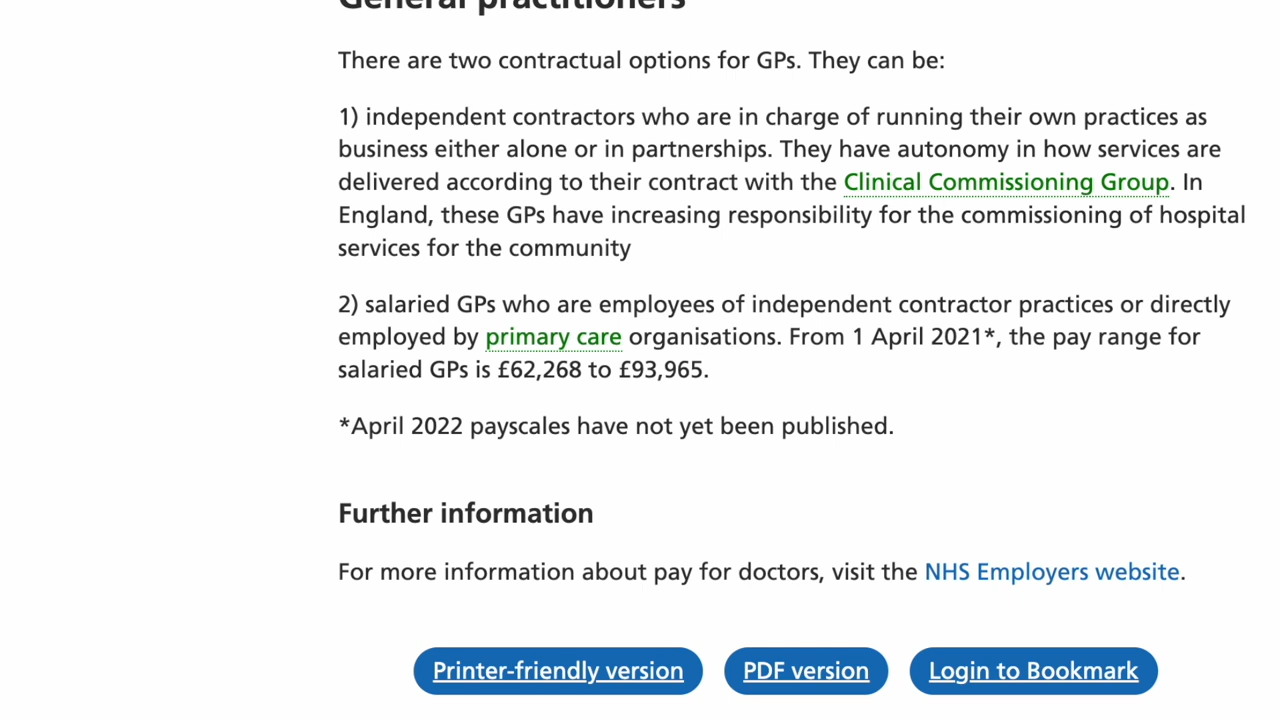 General practitioners
There are two contractual options for GPs. They can be:
1) independent contractors who are in charge of running their own practices as
business either alone or in partnerships. They have autonomy in how services are
delivered according to their contract with the Clinical Commissioning Group. In
England, these GPs have increasing responsibility for the commissioning of hospital
services for the community
2) salaried GPs who are employees of independent contractor practices or directly
employed by primary care organisations. From 1 April 2021*, the pay range for
salaried GPs is £62,268 to £93,965.
*April 2022 payscales have not yet been published.
Further information
For more information about pay for doctors, visit the NHS Employers website.
Printer-friendly version PDF version Login to Bookmark